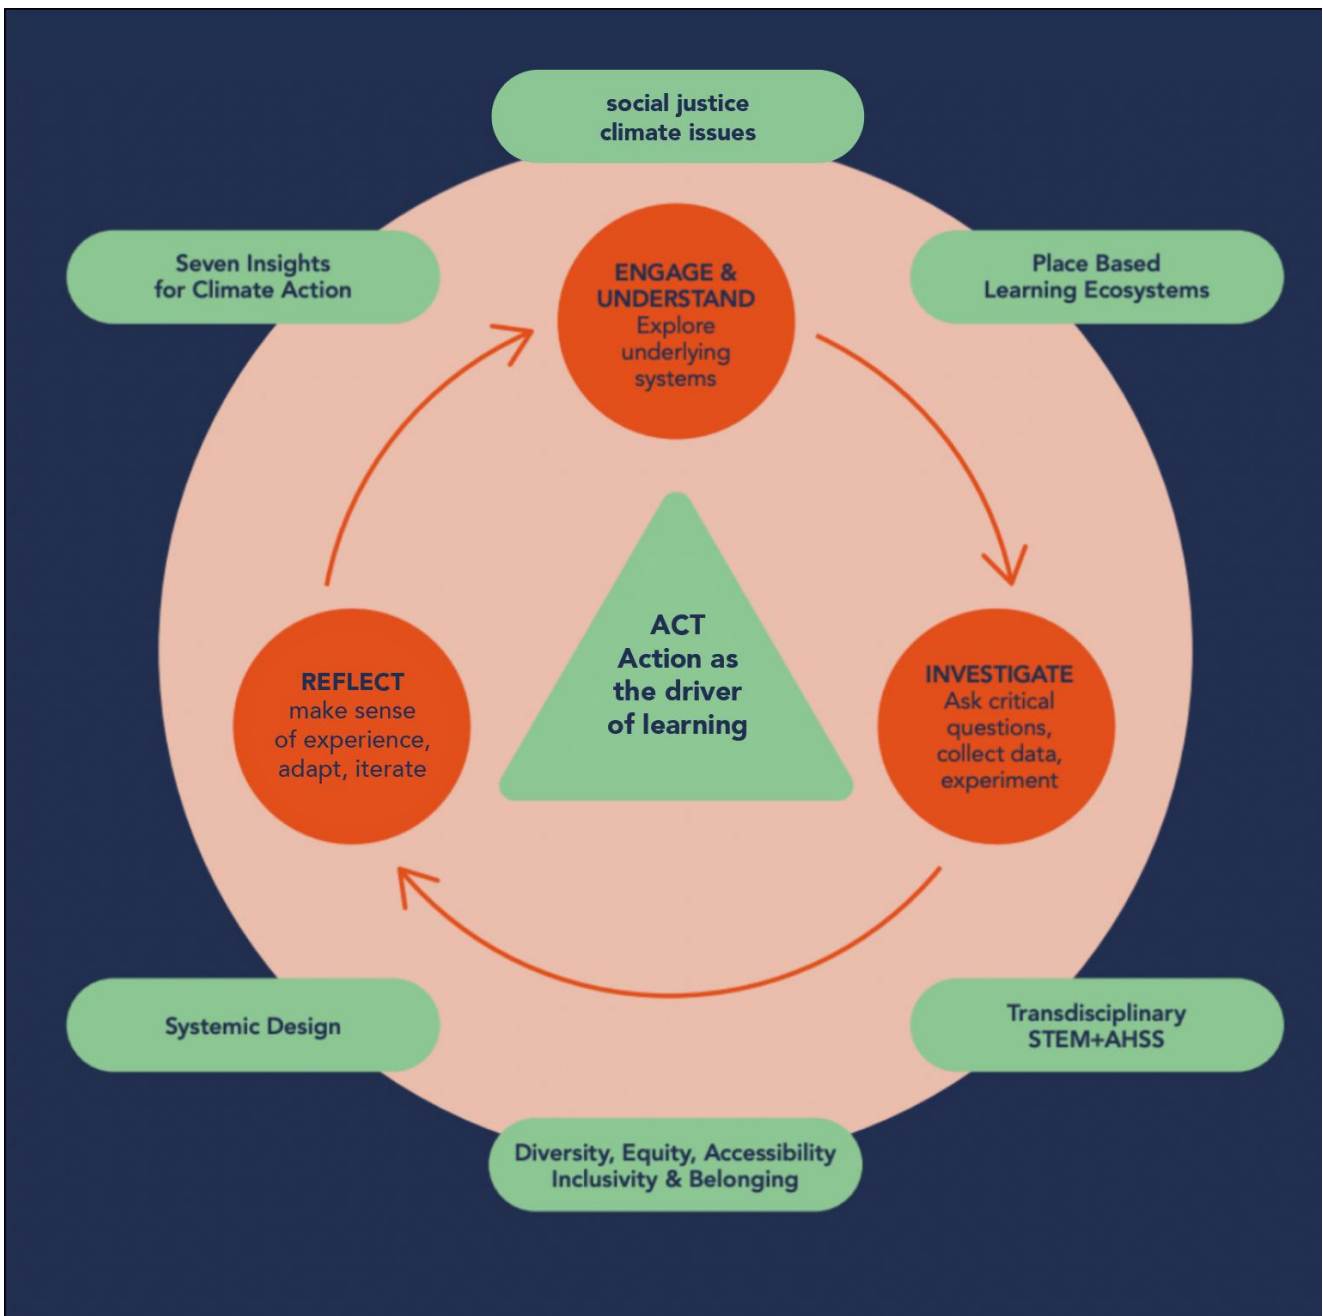 social justice
climate issues
Seven Insights
for Climate Action
Place Based
Learning Ecosystems
ENGAGE &
UNDERSTAND
Explore
underlying
systems
ACT
Action as
the driver
of learning
REFLECT
make sense
of experience,
adapt, iterate
INVESTIGATE
Ask critical
questions,
collect data,
experiment
Systemic Design
Transdisciplinary
STEM+AHSS
Diversity, Equity, Accessibility
Inclusivity & Belonging